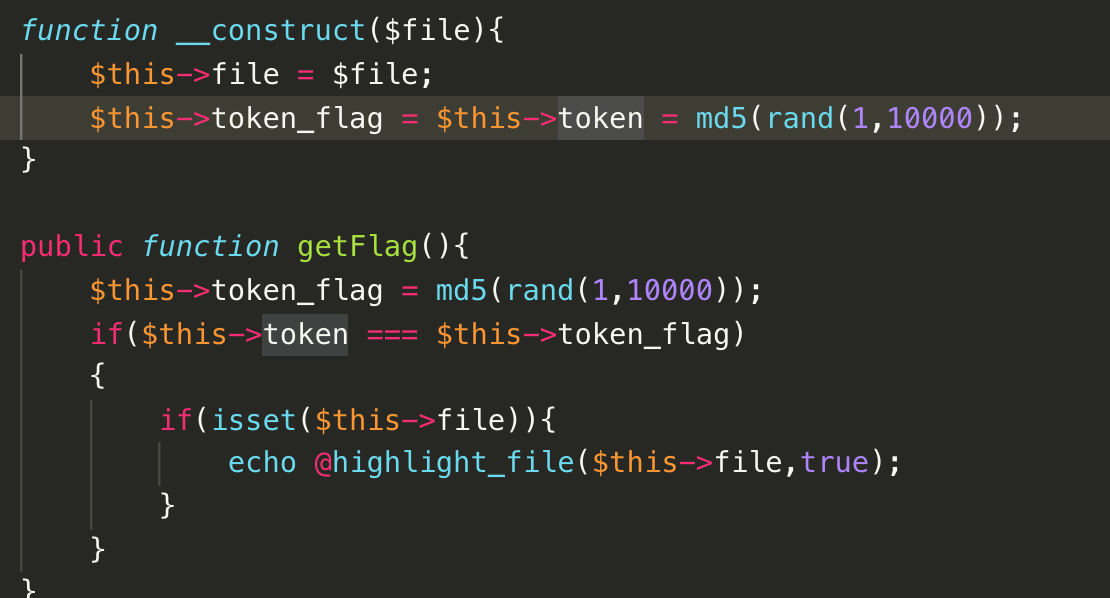 function __construct($file){
    $this->file = $file;
    $this->token_flag = $this->token = md5(rand(1,10000));
}

public function getFlag(){
    $this->token_flag = md5(rand(1,10000));
    if($this->token === $this->token_flag)
    {
        if(isset($this->file)){
            echo @highlight_file($this->file,true);
        }
    }
}